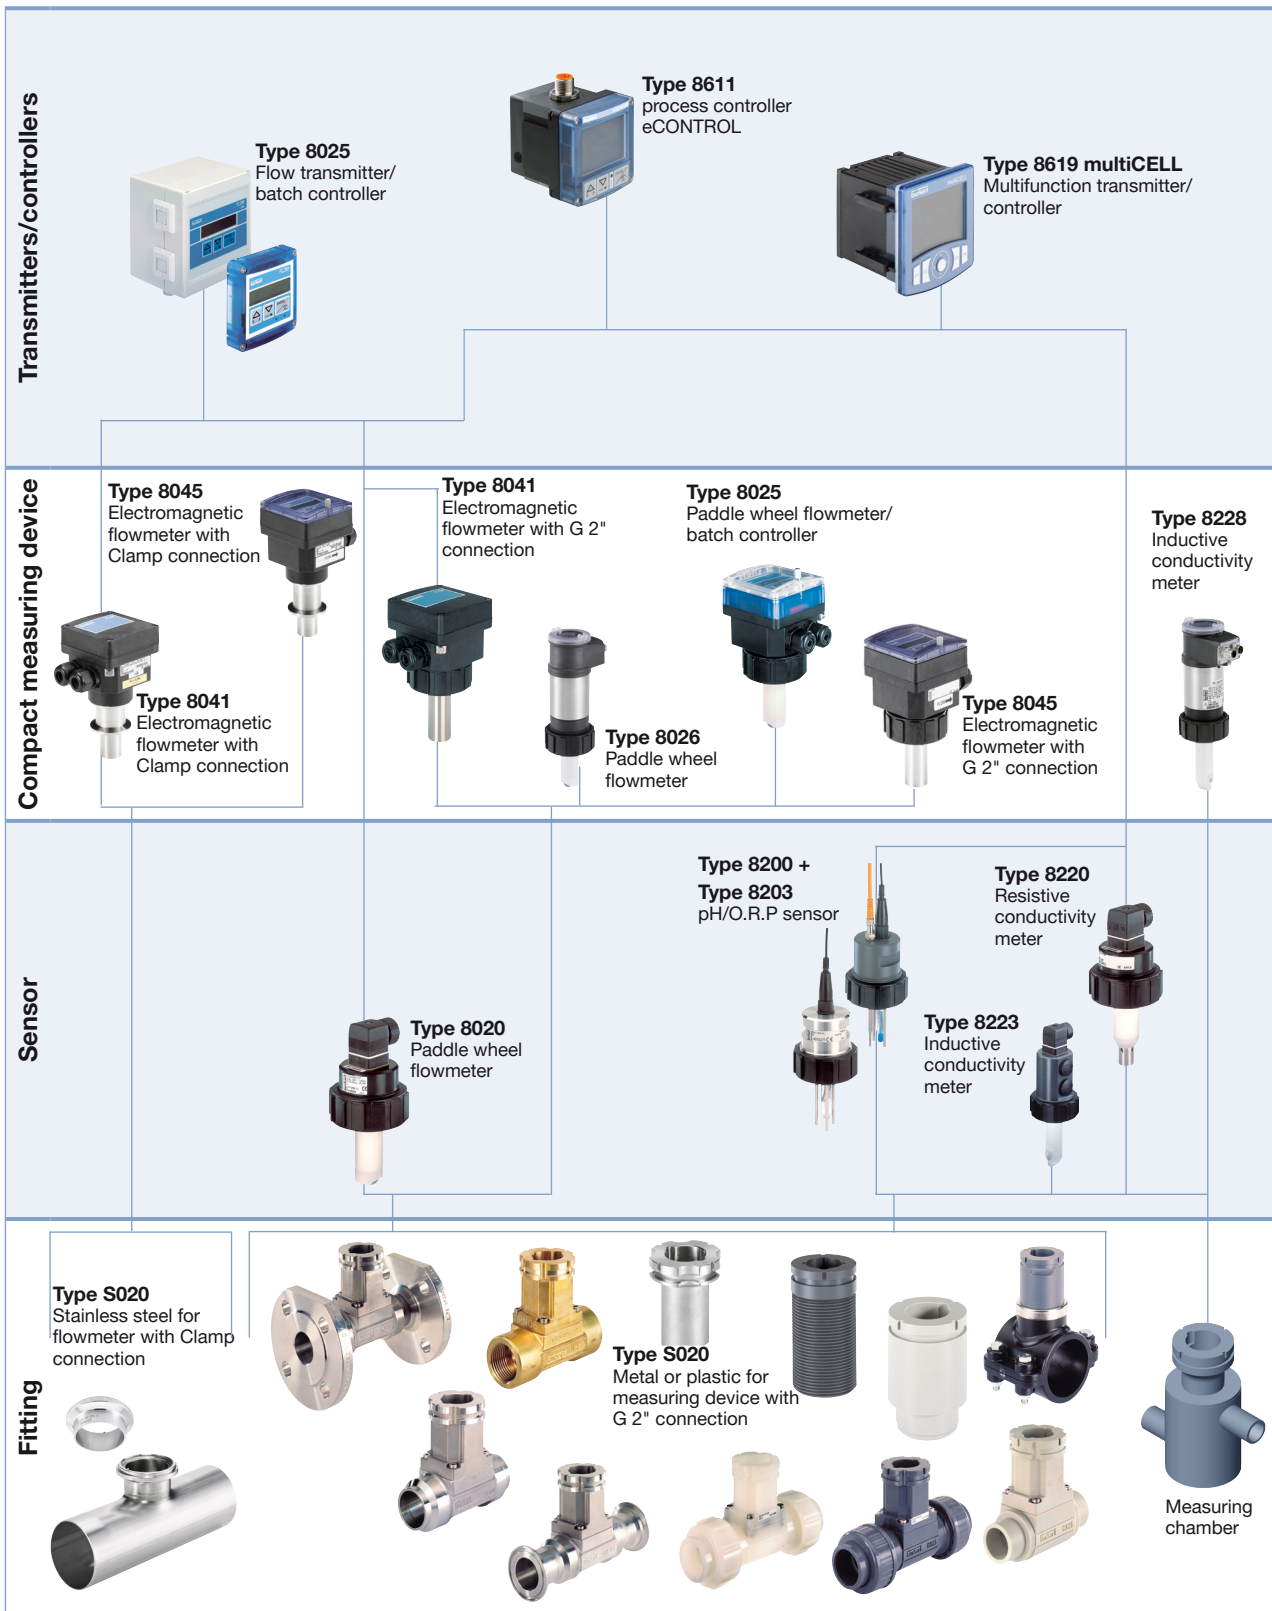 Transmitters/controllers
Type 8025
Flow transmitter/
batch controller
Type 8611
process controller
eCONTROL
Type 8619 multiCELL
Multifunction transmitter/
controller
Compact measuring device
Type 8045
Electromagnetic
flowmeter with
Clamp connection
Type 8041
Electromagnetic
flowmeter with
Clamp connection
Type 8041
Electromagnetic
flowmeter with G 2"
connection
Type 8026
Paddle wheel
flowmeter
Type 8025
Paddle wheel flowmeter/
batch controller
Type 8045
Electromagnetic
flowmeter with
G 2" connection
Type 8228
Inductive
conductivity
meter
Sensor
Type 8020
Paddle wheel
flowmeter
Type 8200 +
Type 8203
pH/O.R.P sensor
Type 8220
Resistive
conductivity
meter
Type 8223
Inductive
conductivity
meter
Fitting
Type S020
Stainless steel for
flowmeter with Clamp
connection
Type S020
Metal or plastic for
measuring device with
G 2" connection
Measuring
chamber